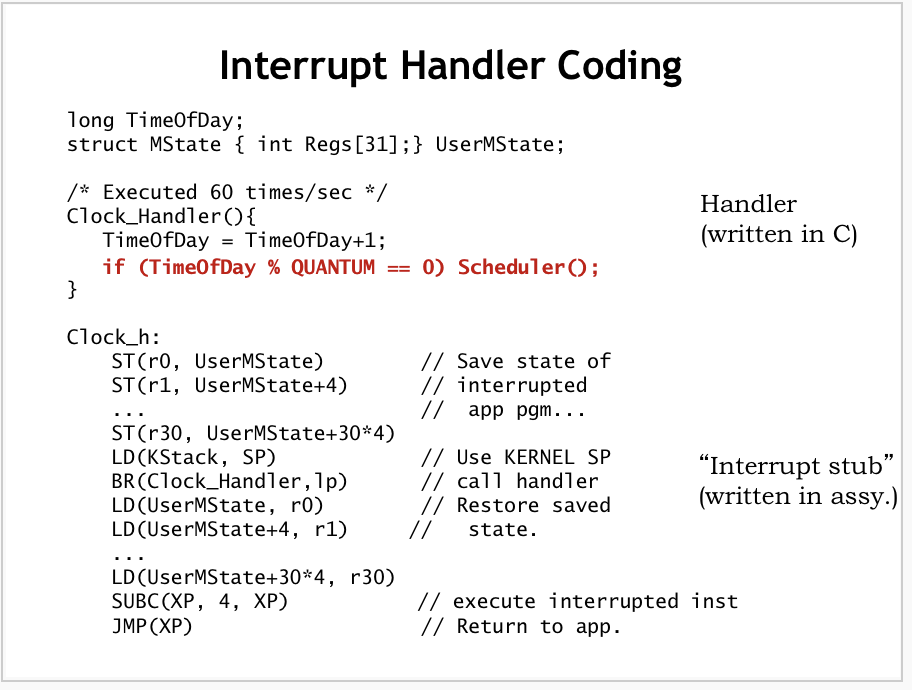 Interrupt Handler Coding
long TimeOfDay;
struct MState { int Regs[31];} UserMState;
/* Executed 60 times/sec */
Clock_Handler(){
TimeOfDay = TimeOfDay+1;
if (TimeOfDay % QUANTUM == 0) Scheduler();
}
Handler
(written in C)
Clock_h:
ST(r0, UserMState) // Save state of
ST(r1, UserMState+4) // interrupted
... // app pgm...
ST(r30, UserMState+30*4)
LD(KStack, SP) // Use KERNEL SP
BR(Clock_Handler,lp) // call handler
LD(UserMState, r0) // Restore saved
LD(UserMState+4, r1) // state.
...
LD(UserMState+30*4, r30)
SUBC(XP, 4, XP) // execute interrupted inst
JMP(XP) // Return to app.
“Interrupt stub”
(written in assy.)